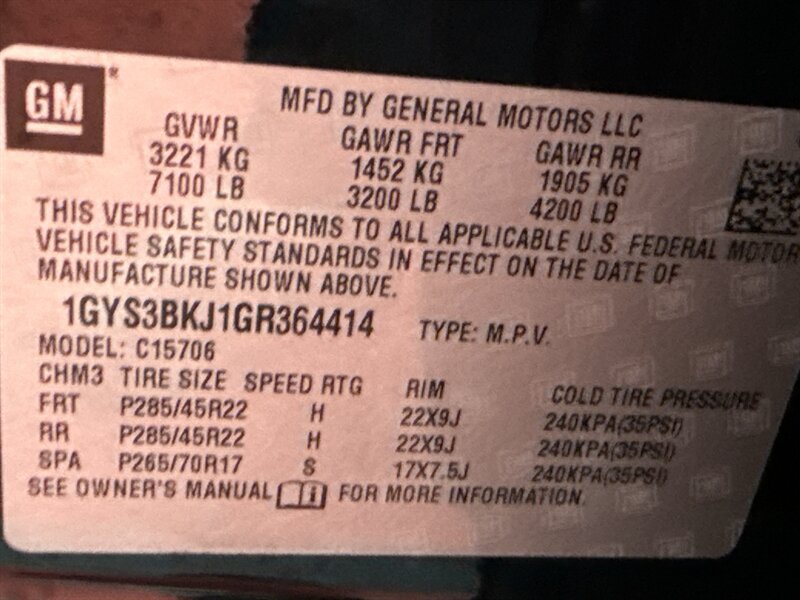 GM®
MFD BY GENERAL MOTORS LLC
GVWR GAWR FRT GAWR RR
3221 KG 1452 KG 1905 KG
7100 LB 3200 LB 4200 LB
THIS VEHICLE CONFORMS TO ALL APPLICABLE U.S. FEDERAL MOTOR
VEHICLE SAFETY STANDARDS IN EFFECT ON THE DATE OF
MANUFACTURE SHOWN ABOVE.
1GYS3BKJ1GR364414 TYPE: M.P.V.
MODEL: C15706
CHM3 TIRE SIZE SPEED RTG RIM COLD TIRE PRESSURE
FRT P285/45R22 H 22X9J 240KPA(35PSI)
RR P285/45R22 H 22X9J 240KPA(35PSI)
SPA P265/70R17 S 17X7.5J 240KPA(35PSI)
SEE OWNER'S MANUAL FOR MORE INFORMATION.